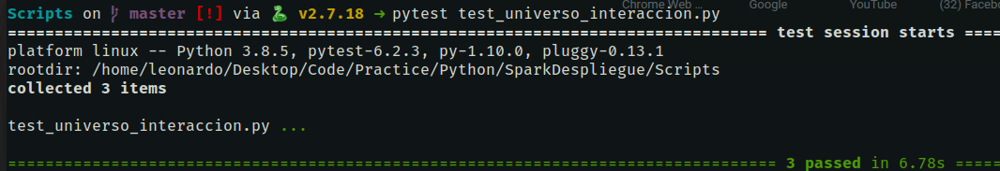 Chrome Web ... Google YouTube (32) Faceb
Scripts on master [!] via v2.7.18 → pytest test_universo_interaccion.py
================================================================================= test session starts ====
platform linux -- Python 3.8.5, pytest-6.2.3, py-1.10.0, pluggy-0.13.1
rootdir: /home/leonardo/Desktop/Code/Practice/Python/SparkDespliegue/Scripts
collected 3 items
test_universo_interaccion.py ...
================================================================================== 3 passed in 6.78s =====